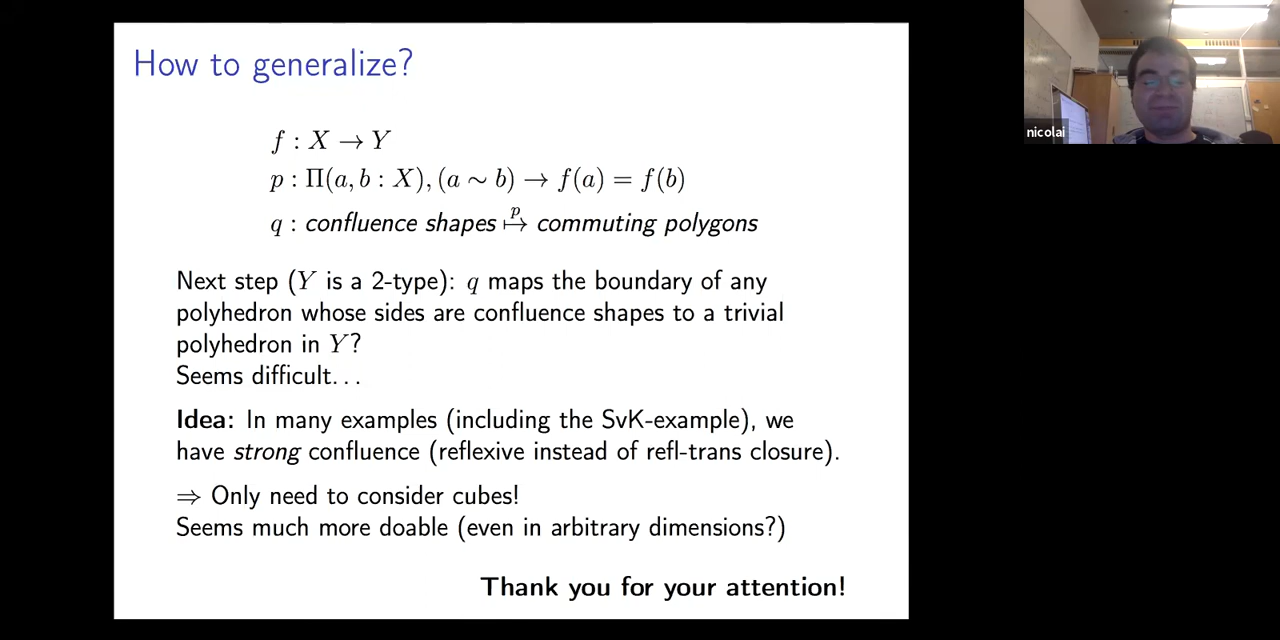 How to generalize?
f : X → Y
p : Π(a, b : X), (a ∼ b) → f(a) = f(b)
q : confluence shapes ↦ᵖ commuting polygons
Next step (Y is a 2-type): q maps the boundary of any
polyhedron whose sides are confluence shapes to a trivial
polyhedron in Y?
Seems difficult...
Idea: In many examples (including the SvK-example), we
have strong confluence (reflexive instead of refl-trans closure).
⇒ Only need to consider cubes!
Seems much more doable (even in arbitrary dimensions?)
Thank you for your attention!
nicolai